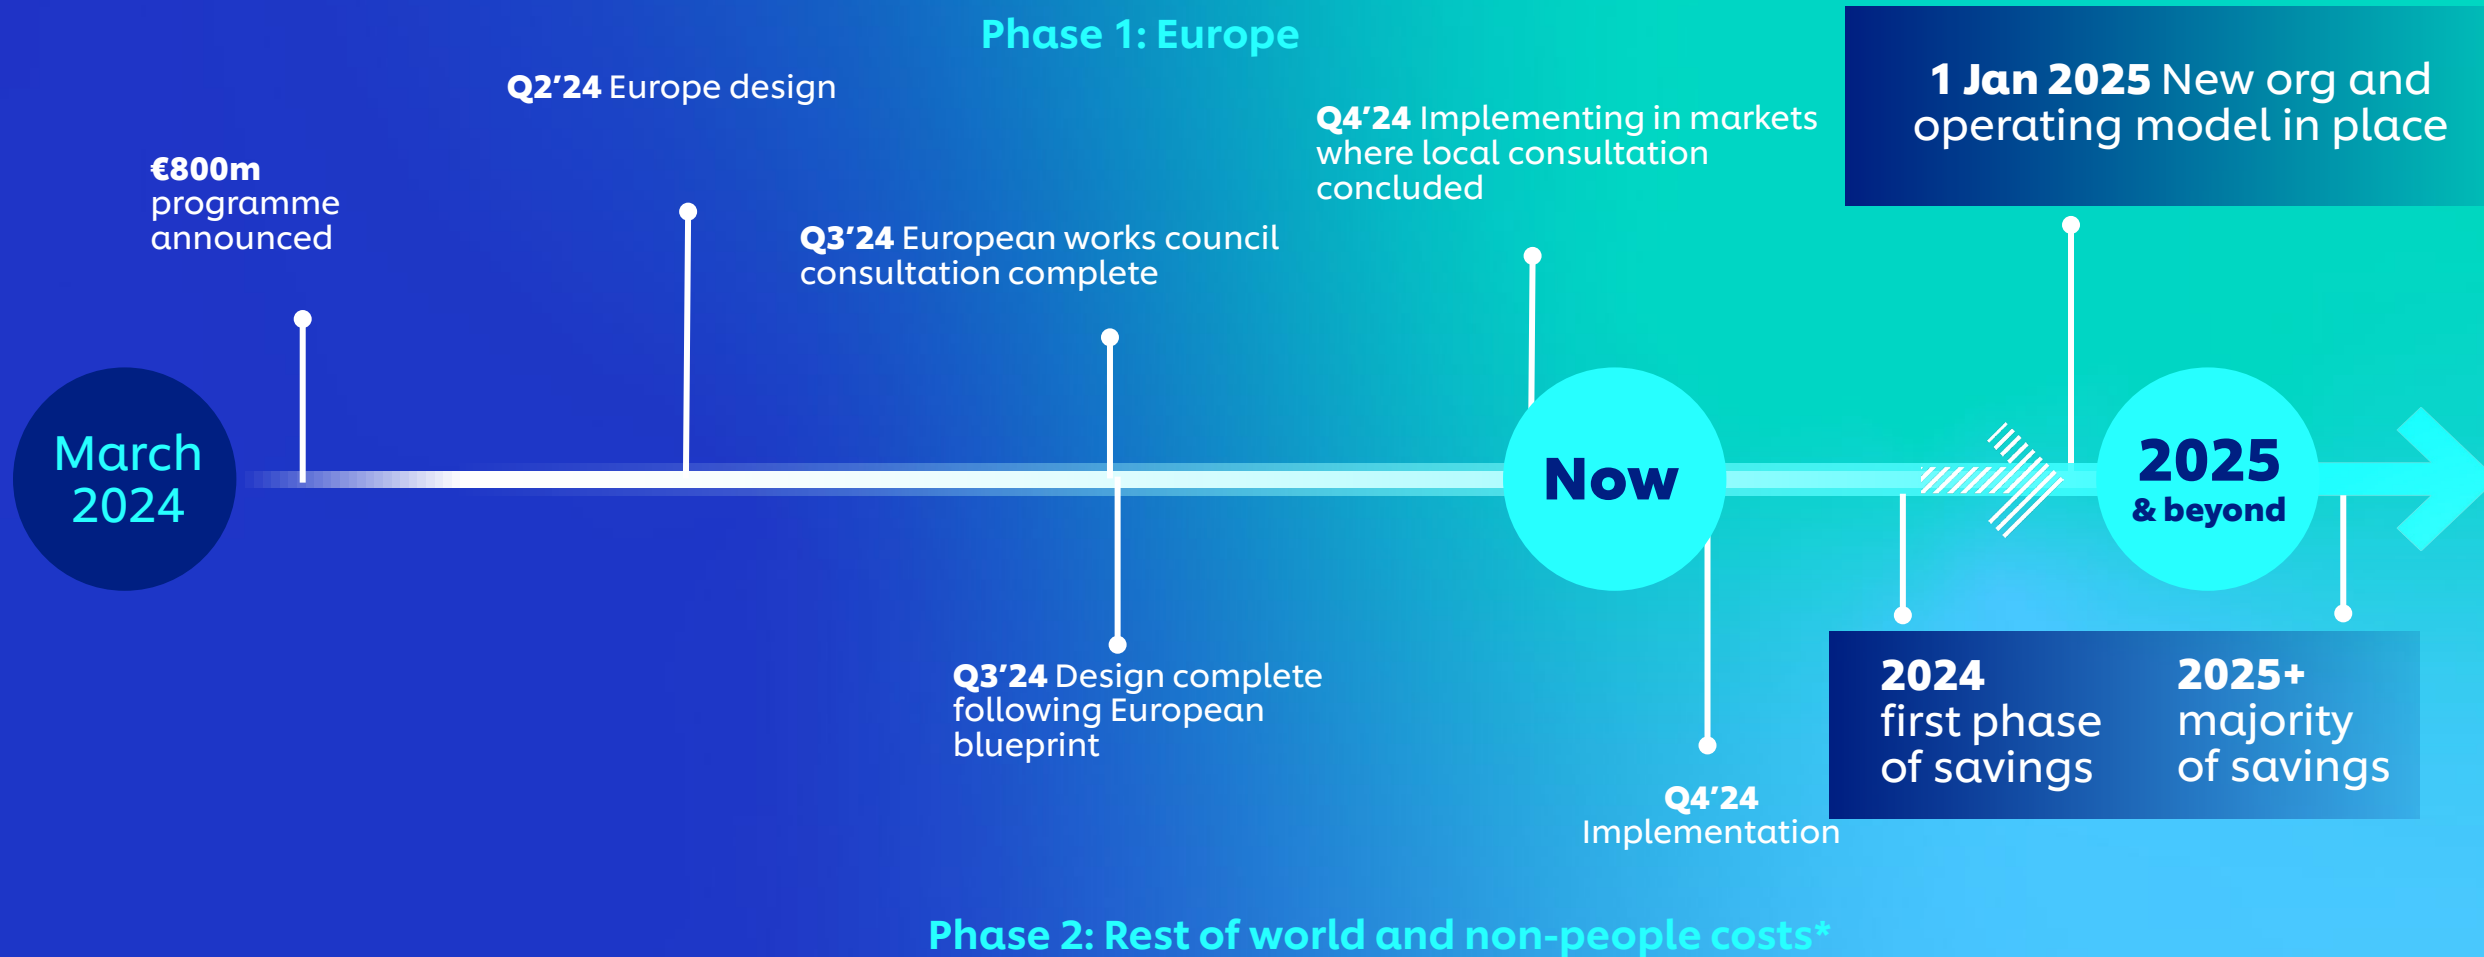 Phase 1: Europe
Q2’24 Europe design
€800m
programme
announced
Q3’24 European works council
consultation complete
Q4’24 Implementing in markets
where local consultation
concluded
1 Jan 2025 New org and
operating model in place
March
2024
Now
2025
& beyond
Q3’24 Design complete
following European
blueprint
Q4’24
Implementation
2024
first phase
of savings
2025+
majority
of savings
Phase 2: Rest of world and non-people costs*